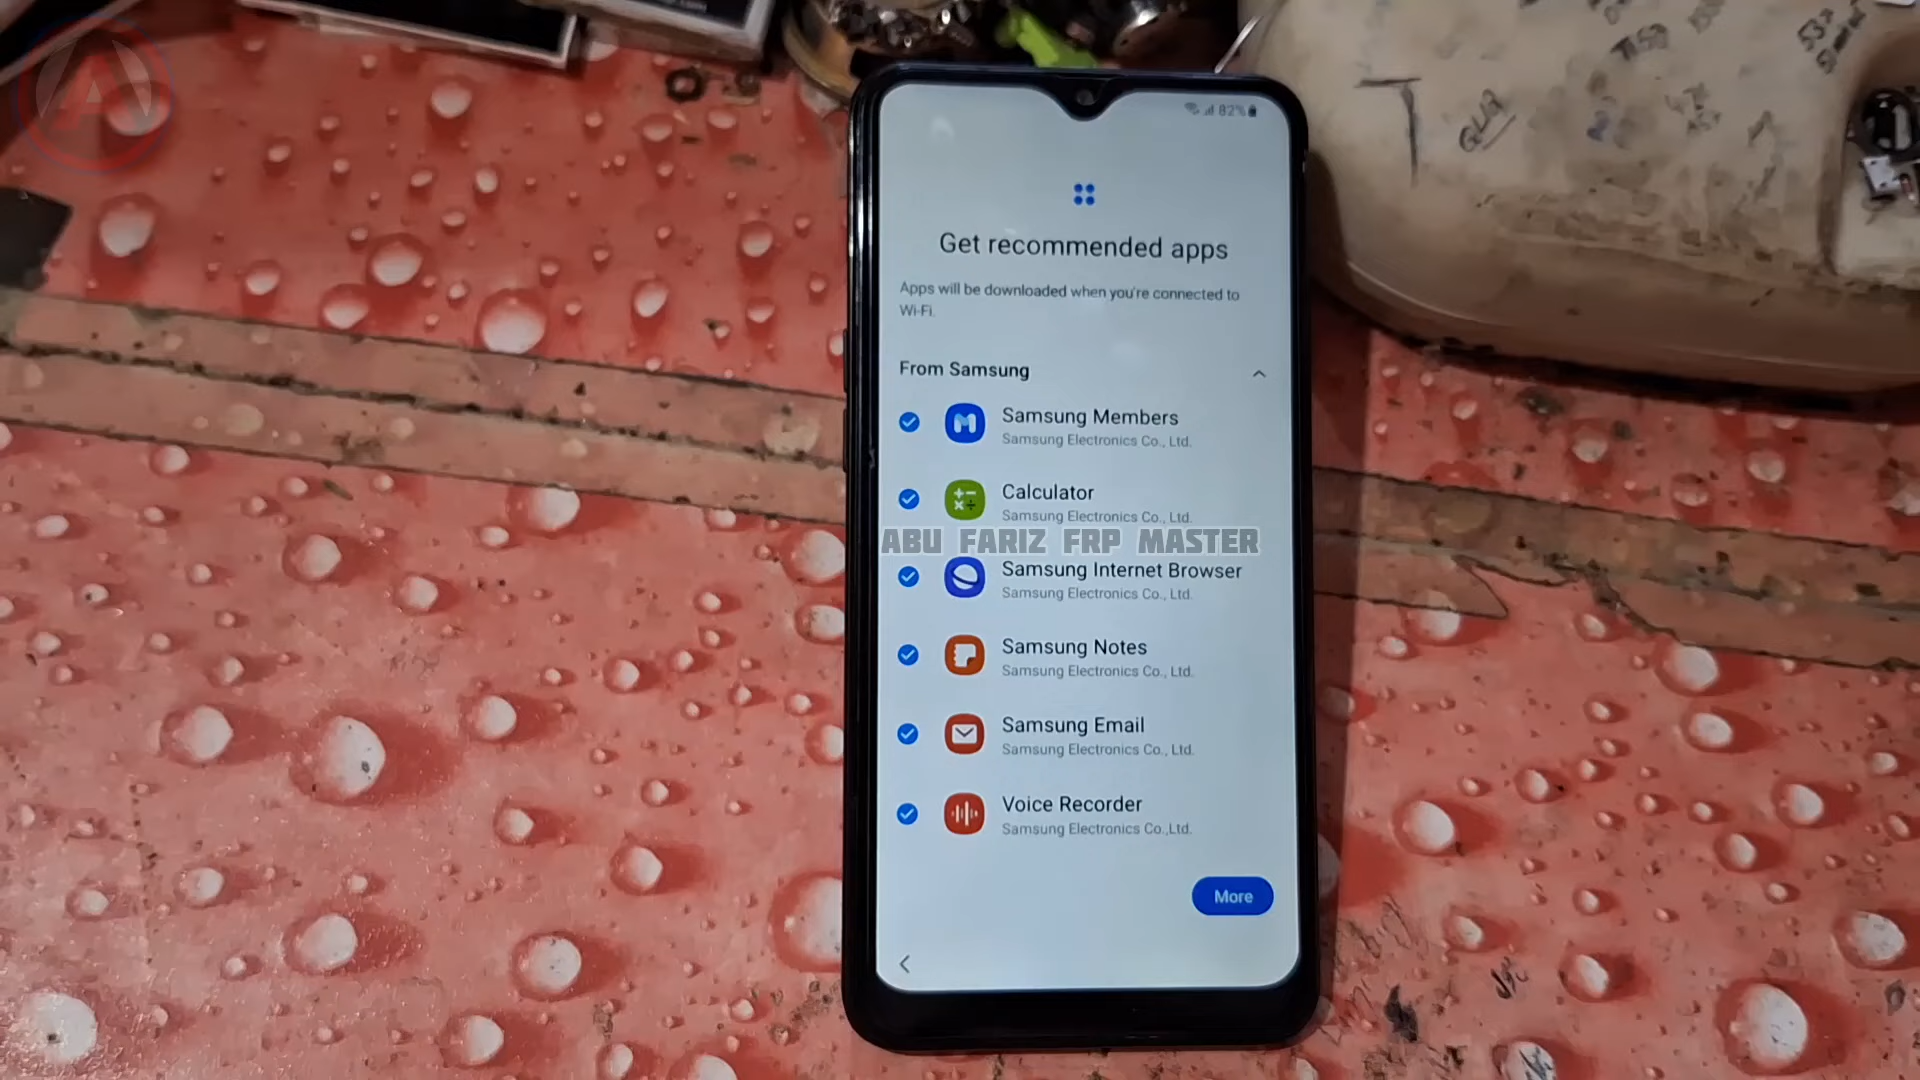 82%
Get recommended apps
Apps will be downloaded when you're connected to
Wi-Fi.
From Samsung
Samsung Members
Samsung Electronics Co., Ltd.
Calculator
Samsung Electronics Co., Ltd.
ABU FARIZ FRP MASTER
Samsung Internet Browser
Samsung Electronics Co., Ltd.
Samsung Notes
Samsung Electronics Co., Ltd.
Samsung Email
Samsung Electronics Co., Ltd.
Voice Recorder
Samsung Electronics Co.,Ltd.
More